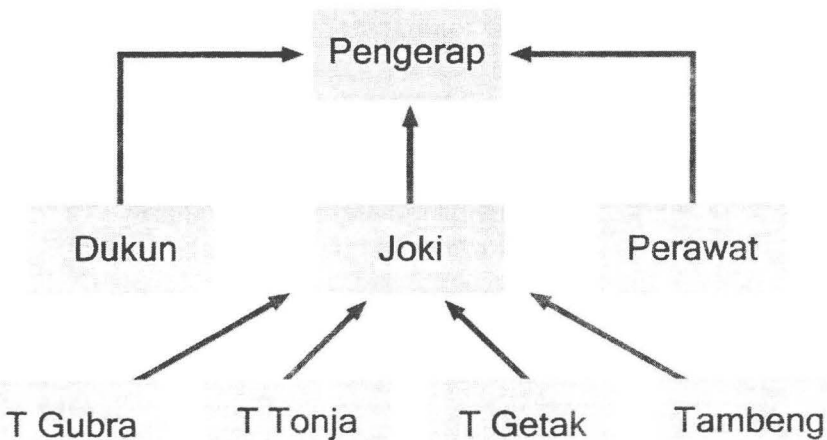 Pengerap
Dukun Joki Perawat
T Gubra T Tonja T Getak Tambeng